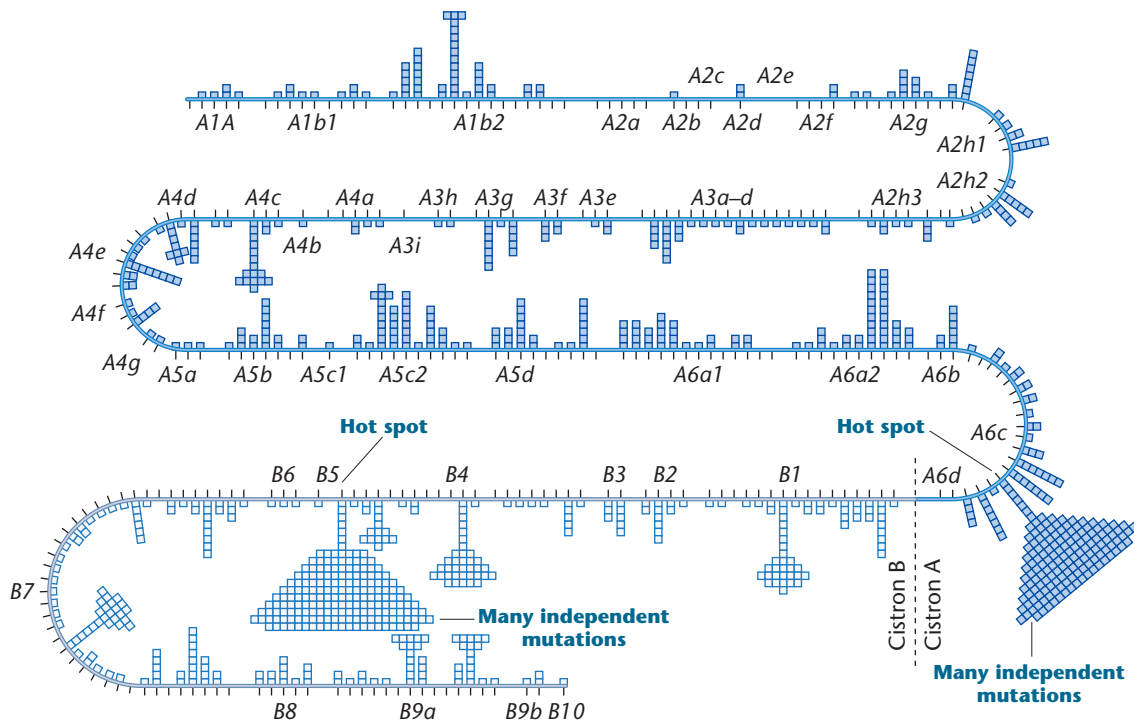 A2c A2e
A1A A1b1 A1b2 A2a A2b A2d A2f A2g
A2h1
A2h2
A4d A4c A4a A3h A3g A3f A3e A3a–d A2h3
A4e A4b A3i
A4f
A4g A5a A5b A5c1 A5c2 A5d A6a1 A6a2 A6b
Hot spot Hot spot
A6c
B6 B5 B4 B3 B2 B1 A6d
B7
Cistron B
Cistron A
Many independent
mutations
Many independent
mutations
B8 B9a B9b B10